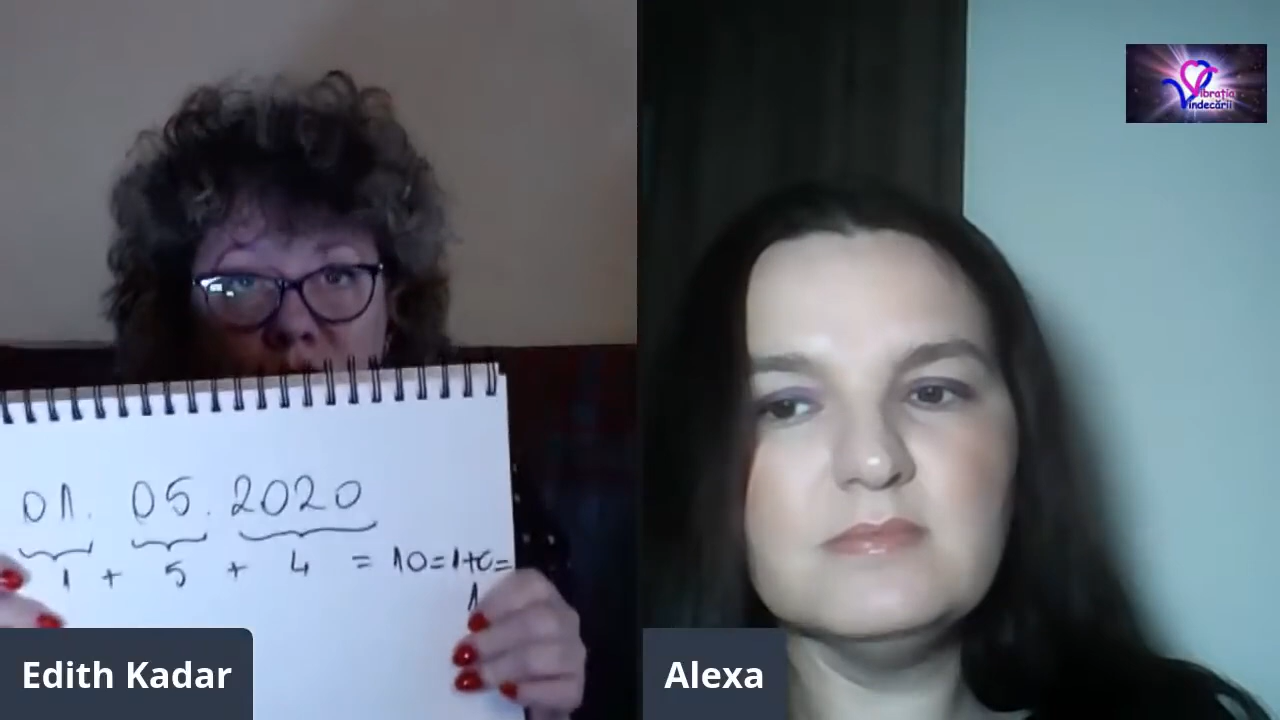 01. 05. 2020
1 + 5 + 4 = 10=1+0=
1
Edith Kadar
Alexa
Vibrația
Vindecării